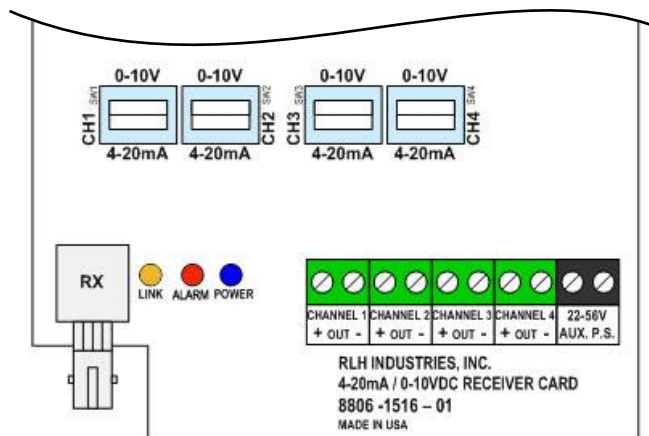 0-10V 0-10V 0-10V 0-10V
SW1 SW2 SW3 SW4
CH1 CH2 CH3 CH4
4-20mA 4-20mA 4-20mA 4-20mA
RX
LINK ALARM POWER
CHANNEL 1 CHANNEL 2 CHANNEL 3 CHANNEL 4 22-56V
+ OUT - + OUT - + OUT - + OUT - AUX. P.S.
RLH INDUSTRIES, INC.
4-20mA / 0-10VDC RECEIVER CARD
8806 -1516 – 01
MADE IN USA